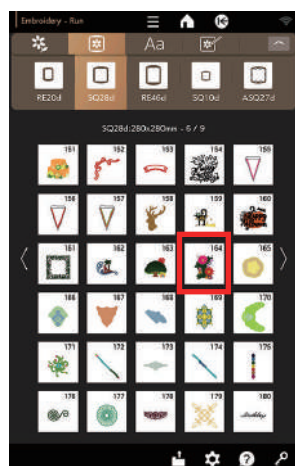 Embroidery - Run
Aa
RE20d SQ28d RE46d SQ10d ASQ27d
SQ28d:280x280mm - 6 / 9
151 152 153 154 155
156 157 158 159 160
161 162 163 164 165
166 167 168 169 170
171 172 173 174 175
176 177 178 179 180
Birthday
?